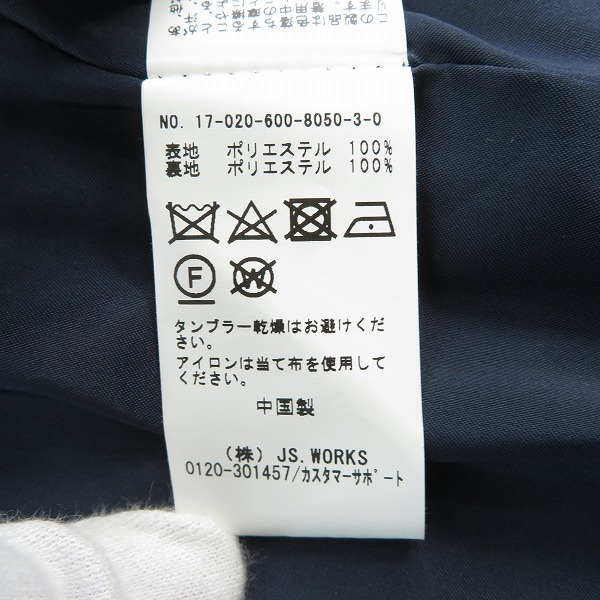 NO. 17-020-600-8050-3-0
表地 ポリエステル 100%
裏地 ポリエステル 100%
F
W
タンブラー乾燥はお避けくだ
さい。
アイロンは当て布を使用して
ください。
中国製
(株) JS.WORKS
0120-301457/カスタマーサポート